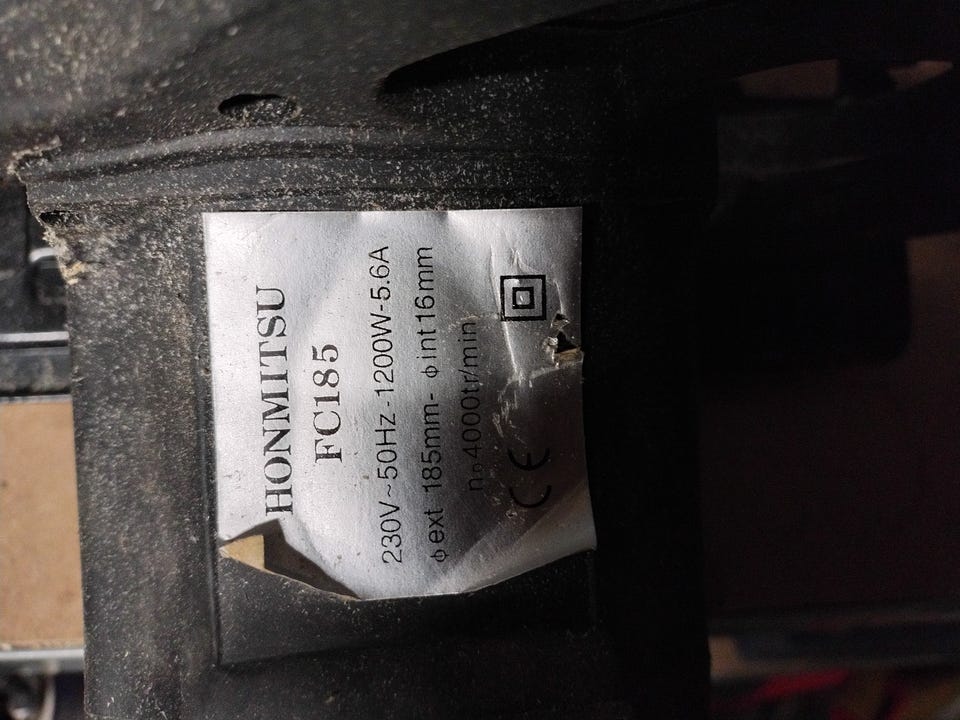 HONMITSU
FC185
230V~50Hz-1200W-5.6A
ϕext 185mm- ϕint16mm
n₀4000tr/min
CE